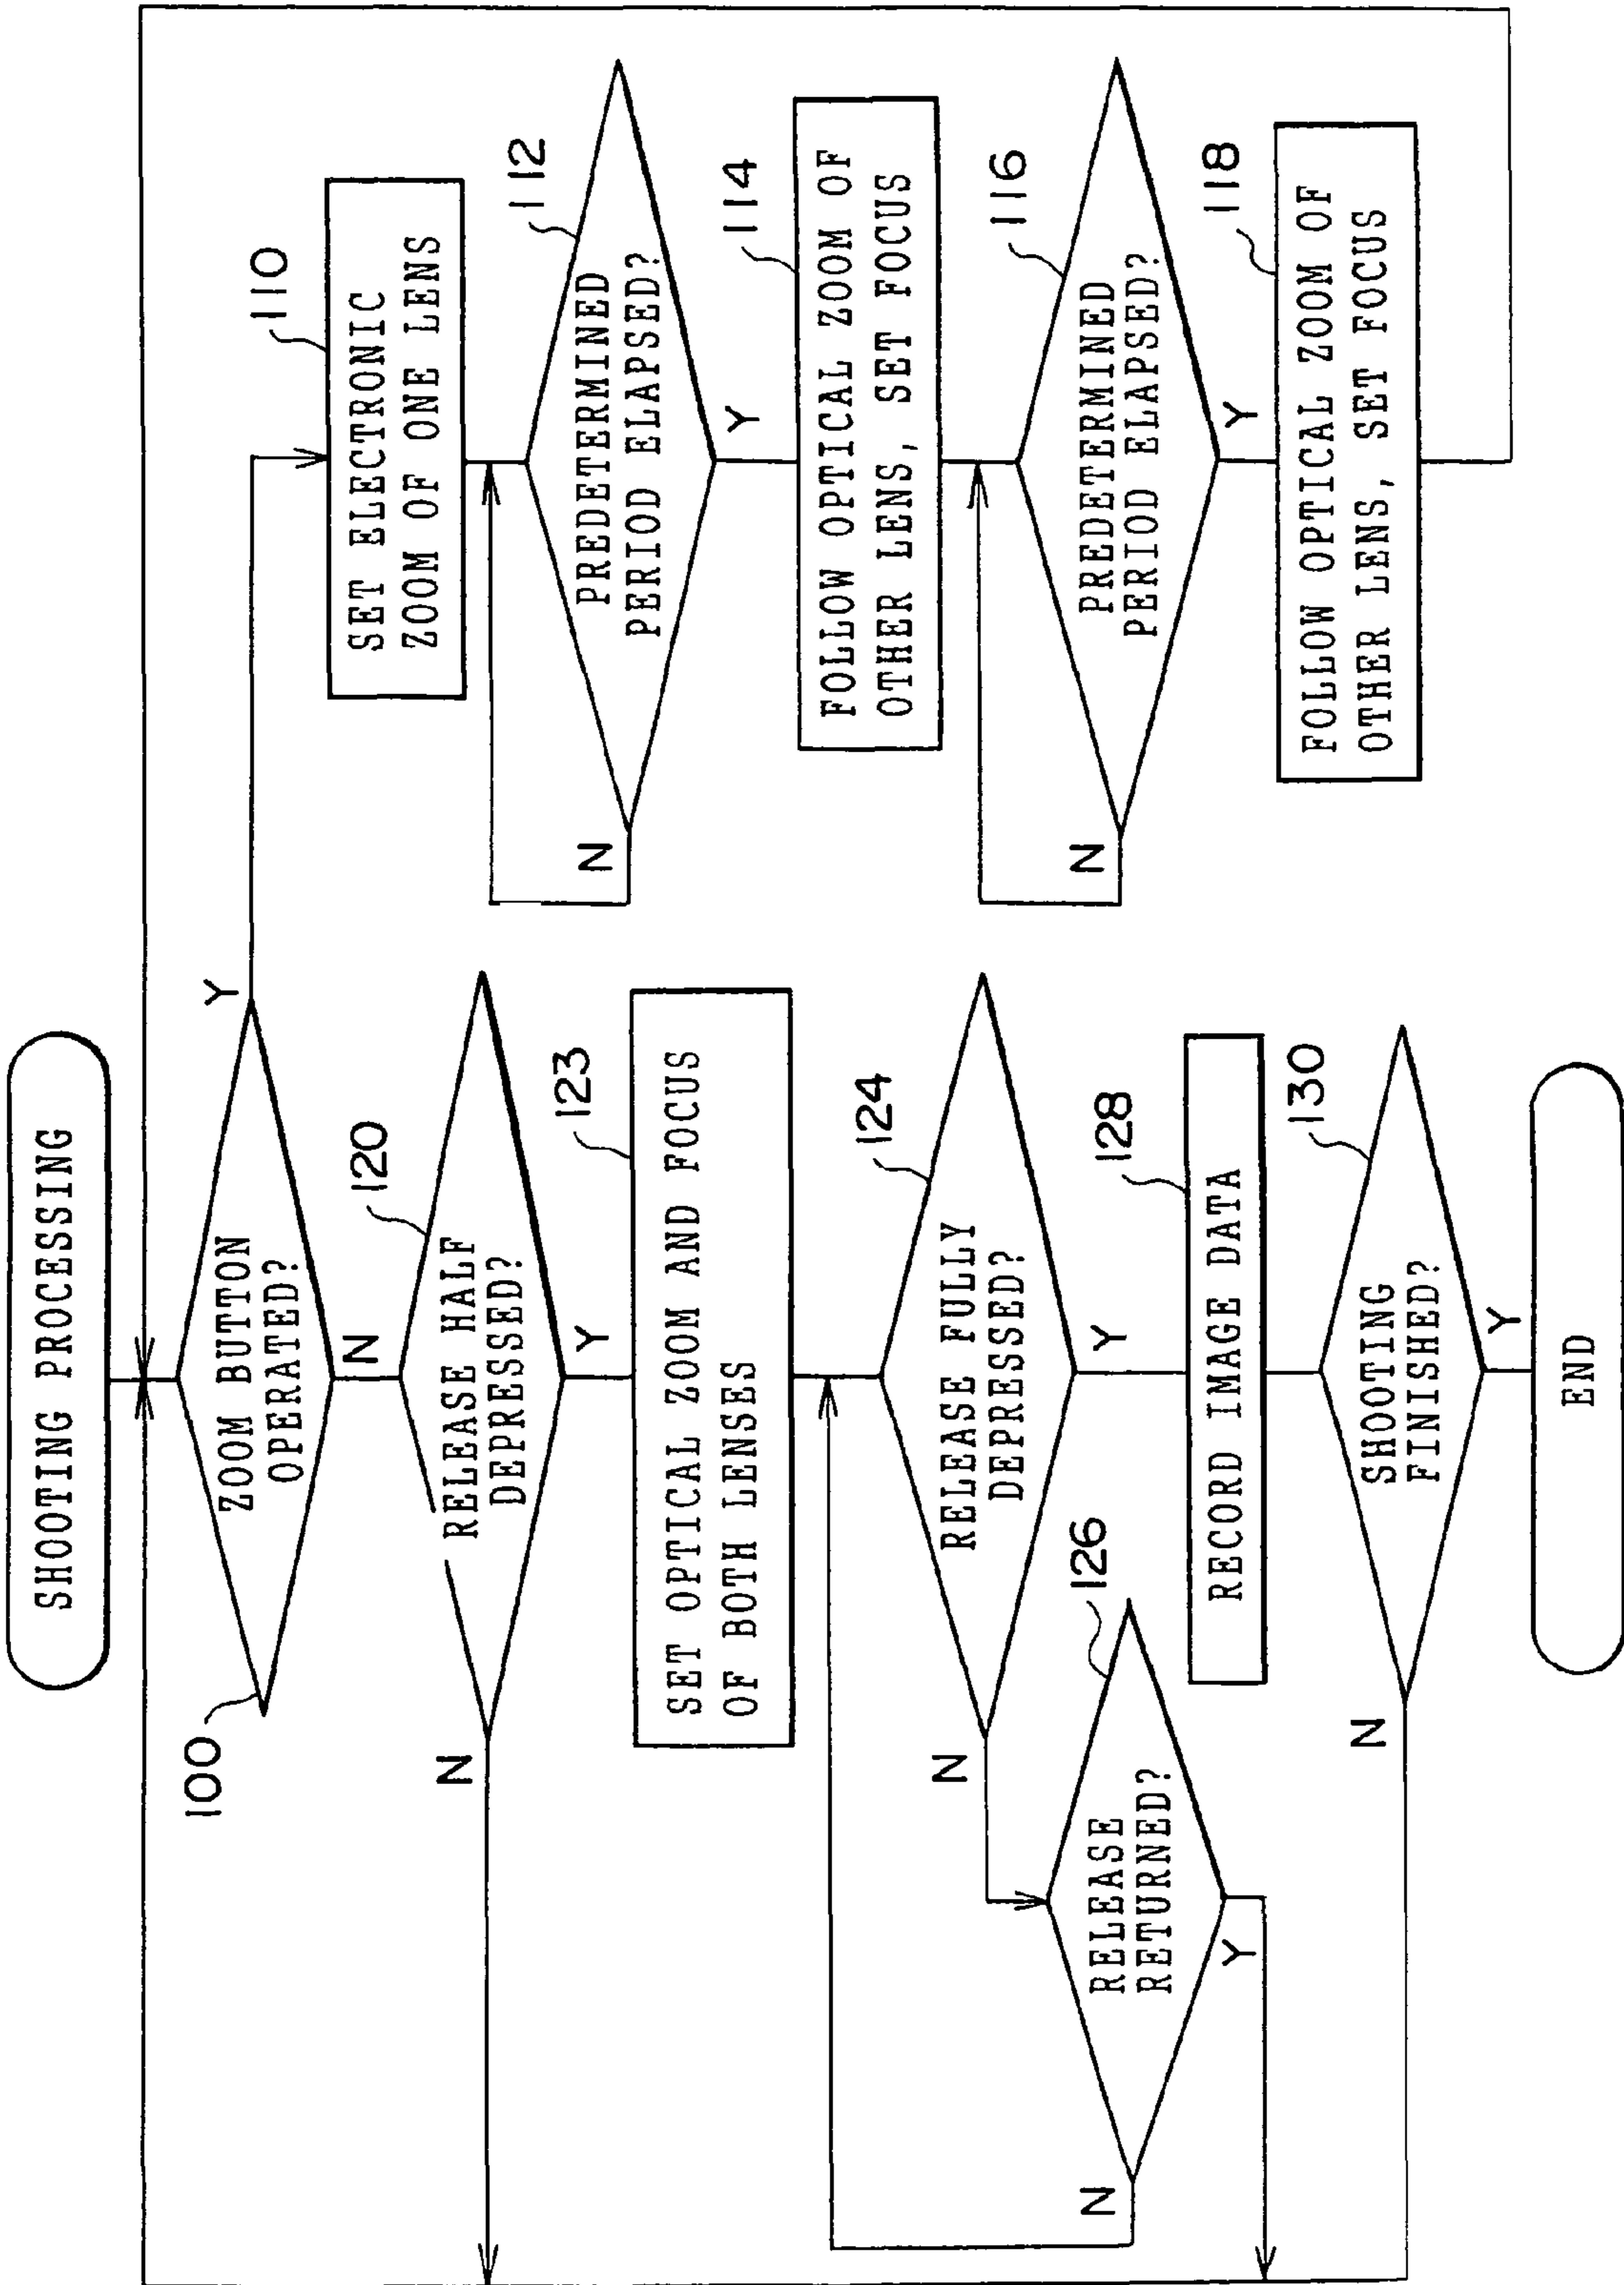 SHOOTING PROCESSING
100
ZOOM BUTTON
OPERATED?
Y
N
110
SET ELECTRONIC
ZOOM OF ONE LENS
112
PREDETERMINED
PERIOD ELAPSED?
N
Y
114
FOLLOW OPTICAL ZOOM OF
OTHER LENS, SET FOCUS
116
PREDETERMINED
PERIOD ELAPSED?
N
Y
118
FOLLOW OPTICAL ZOOM OF
OTHER LENS, SET FOCUS
120
RELEASE HALF
DEPRESSED?
N
Y
123
SET OPTICAL ZOOM AND FOCUS
OF BOTH LENSES
124
RELEASE FULLY
DEPRESSED?
N
Y
126
RELEASE
RETURNED?
N
Y
128
RECORD IMAGE DATA
130
SHOOTING
FINISHED?
N
Y
END